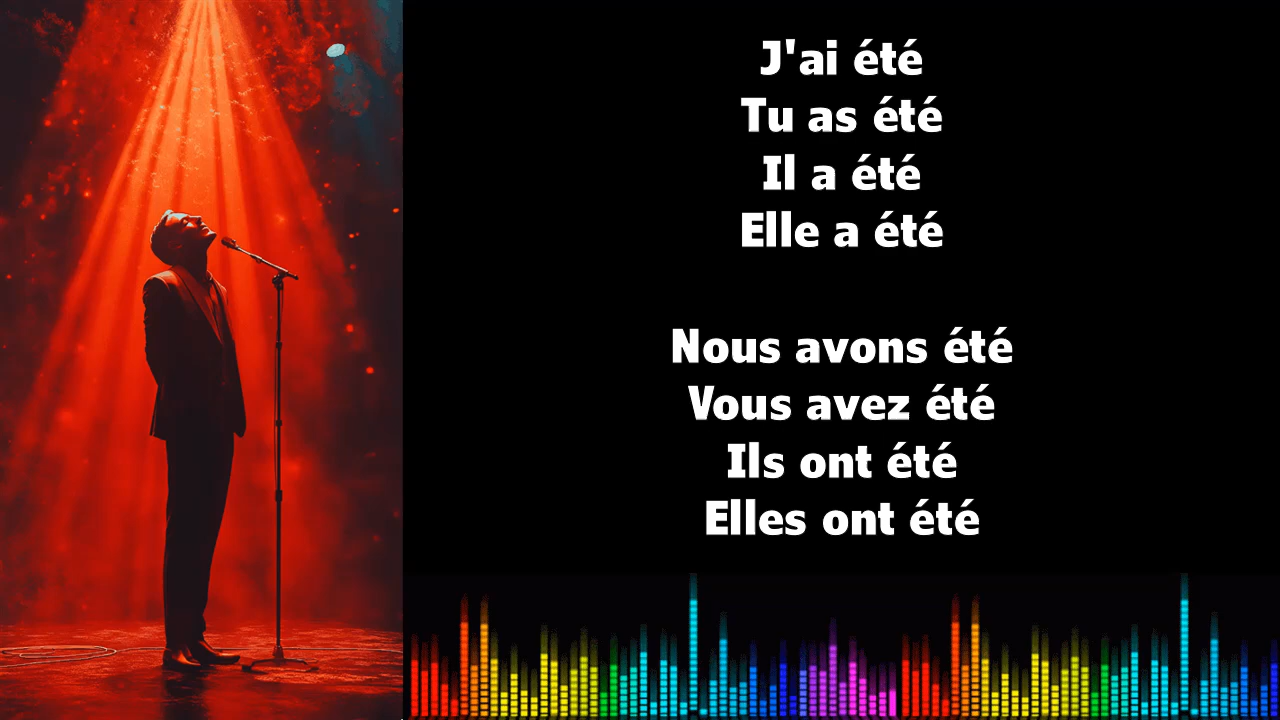 J'ai été
Tu as été
Il a été
Elle a été
Nous avons été
Vous avez été
Ils ont été
Elles ont été